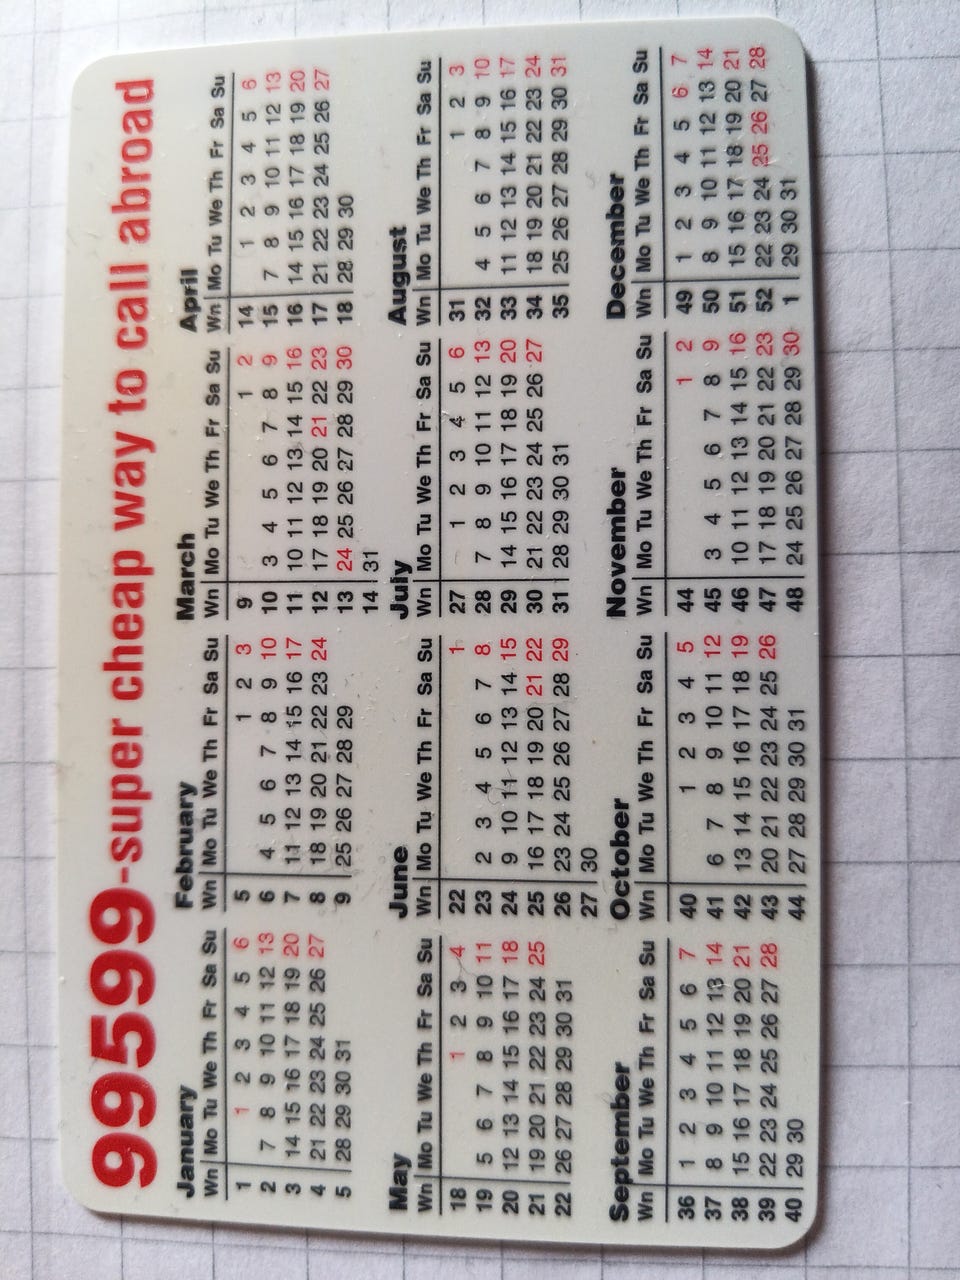 99599-super cheap way to call abroad
January
Wn Mo Tu We Th Fr Sa Su
1 1 2 3 4 5 6
2 7 8 9 10 11 12 13
3 14 15 16 17 18 19 20
4 21 22 23 24 25 26 27
5 28 29 30 31
February
Wn Mo Tu We Th Fr Sa Su
5 1 2 3
6 4 5 6 7 8 9 10
7 11 12 13 14 15 16 17
8 18 19 20 21 22 23 24
9 25 26 27 28 29
March
Wn Mo Tu We Th Fr Sa Su
9 1 2
10 3 4 5 6 7 8 9
11 10 11 12 13 14 15 16
12 17 18 19 20 21 22 23
13 24 25 26 27 28 29 30
14 31
April
Wn Mo Tu We Th Fr Sa Su
14 1 2 3 4 5 6
15 7 8 9 10 11 12 13
16 14 15 16 17 18 19 20
17 21 22 23 24 25 26 27
18 28 29 30
May
Wn Mo Tu We Th Fr Sa Su
18 1 2 3 4
19 5 6 7 8 9 10 11
20 12 13 14 15 16 17 18
21 19 20 21 22 23 24 25
22 26 27 28 29 30 31
June
Wn Mo Tu We Th Fr Sa Su
22 1
23 2 3 4 5 6 7 8
24 9 10 11 12 13 14 15
25 16 17 18 19 20 21 22
26 23 24 25 26 27 28 29
27 30
July
Wn Mo Tu We Th Fr Sa Su
27 1 2 3 4 5 6
28 7 8 9 10 11 12 13
29 14 15 16 17 18 19 20
30 21 22 23 24 25 26 27
31 28 29 30 31
August
Wn Mo Tu We Th Fr Sa Su
31 1 2 3
32 4 5 6 7 8 9 10
33 11 12 13 14 15 16 17
34 18 19 20 21 22 23 24
35 25 26 27 28 29 30 31
September
Wn Mo Tu We Th Fr Sa Su
36 1 2 3 4 5 6 7
37 8 9 10 11 12 13 14
38 15 16 17 18 19 20 21
39 22 23 24 25 26 27 28
40 29 30
October
Wn Mo Tu We Th Fr Sa Su
40 1 2 3 4 5
41 6 7 8 9 10 11 12
42 13 14 15 16 17 18 19
43 20 21 22 23 24 25 26
44 27 28 29 30 31
November
Wn Mo Tu We Th Fr Sa Su
44 1 2
45 3 4 5 6 7 8 9
46 10 11 12 13 14 15 16
47 17 18 19 20 21 22 23
48 24 25 26 27 28 29 30
December
Wn Mo Tu We Th Fr Sa Su
49 1 2 3 4 5 6 7
50 8 9 10 11 12 13 14
51 15 16 17 18 19 20 21
52 22 23 24 25 26 27 28
1 29 30 31